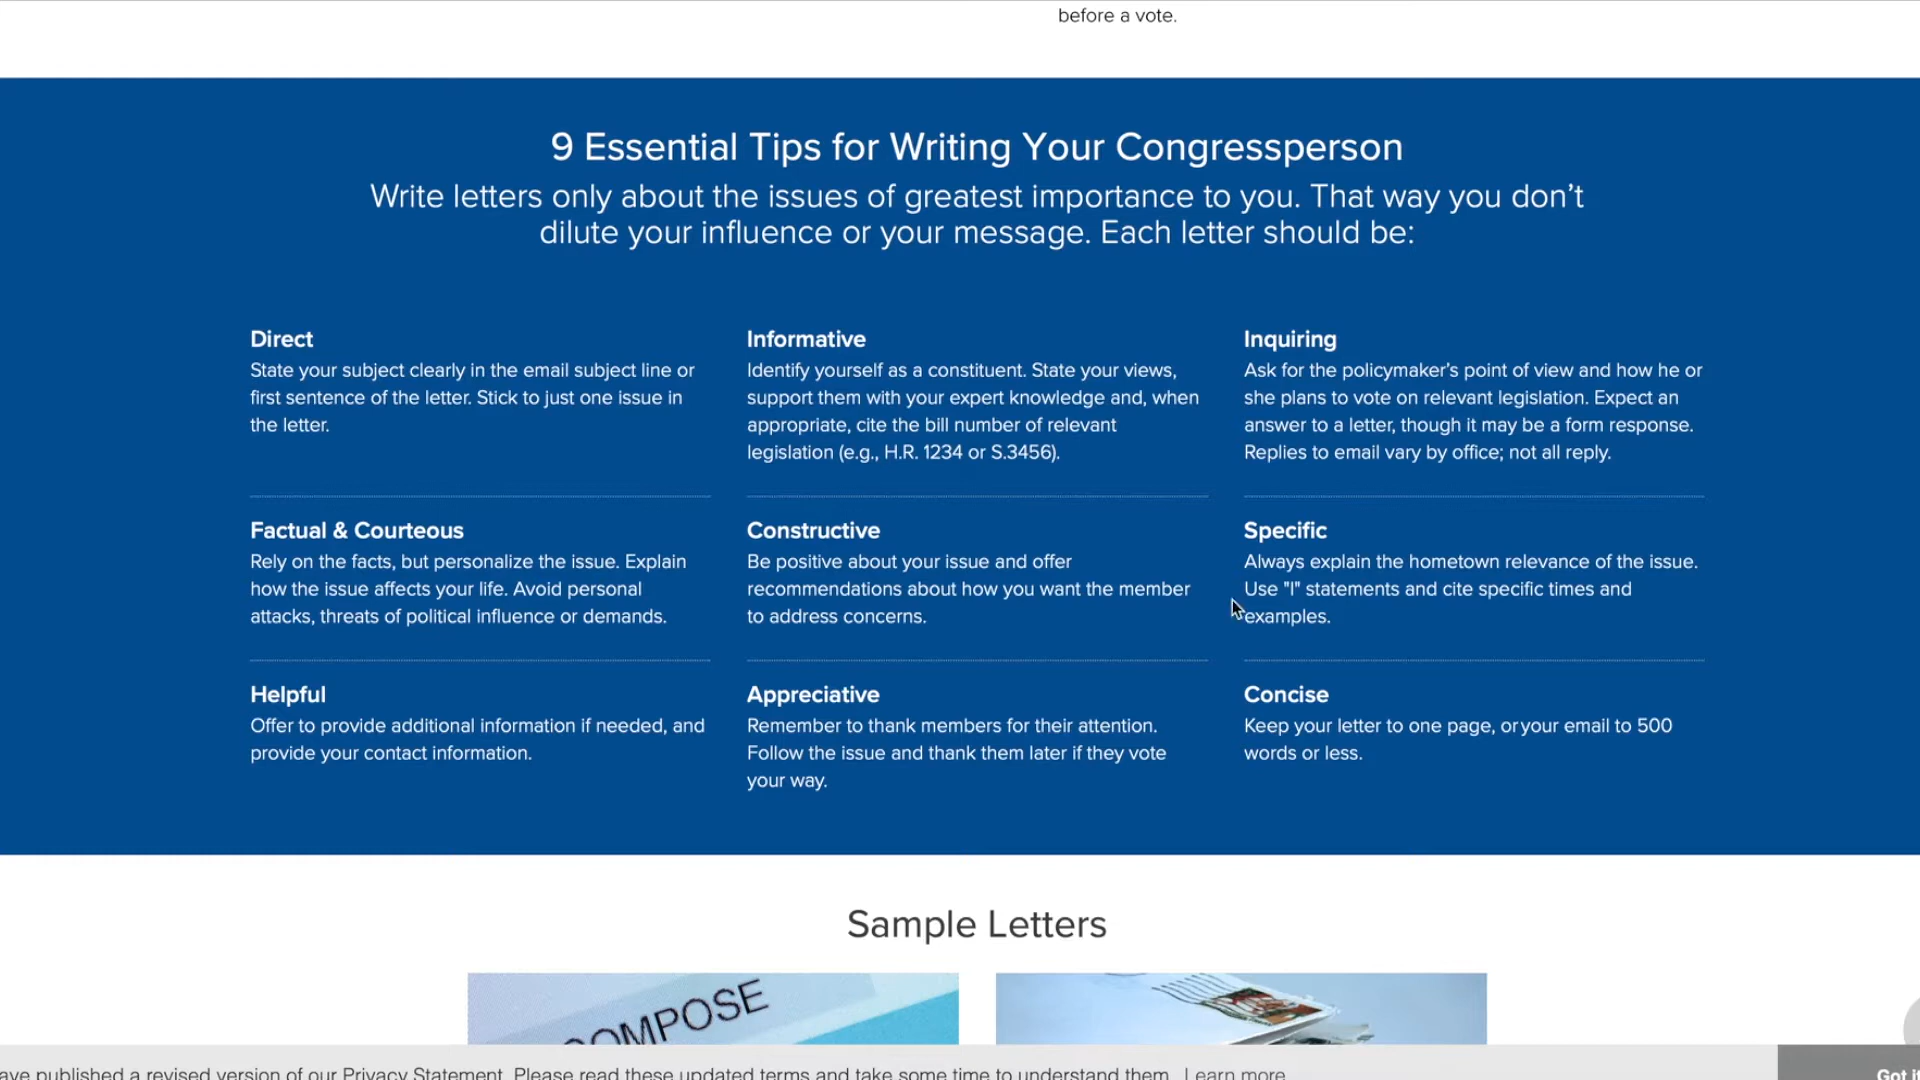 before a vote.
9 Essential Tips for Writing Your Congressperson
Write letters only about the issues of greatest importance to you. That way you don’t
dilute your influence or your message. Each letter should be:
Direct
State your subject clearly in the email subject line or
first sentence of the letter. Stick to just one issue in
the letter.
Informative
Identify yourself as a constituent. State your views,
support them with your expert knowledge and, when
appropriate, cite the bill number of relevant
legislation (e.g., H.R. 1234 or S.3456).
Inquiring
Ask for the policymaker's point of view and how he or
she plans to vote on relevant legislation. Expect an
answer to a letter, though it may be a form response.
Replies to email vary by office; not all reply.
Factual & Courteous
Rely on the facts, but personalize the issue. Explain
how the issue affects your life. Avoid personal
attacks, threats of political influence or demands.
Constructive
Be positive about your issue and offer
recommendations about how you want the member
to address concerns.
Specific
Always explain the hometown relevance of the issue.
Use "I" statements and cite specific times and
examples.
Helpful
Offer to provide additional information if needed, and
provide your contact information.
Appreciative
Remember to thank members for their attention.
Follow the issue and thank them later if they vote
your way.
Concise
Keep your letter to one page, or your email to 500
words or less.
Sample Letters
COMPOSE
ave published a revised version of our Privacy Statement. Please read these updated terms and take some time to understand them. Learn more
Got it